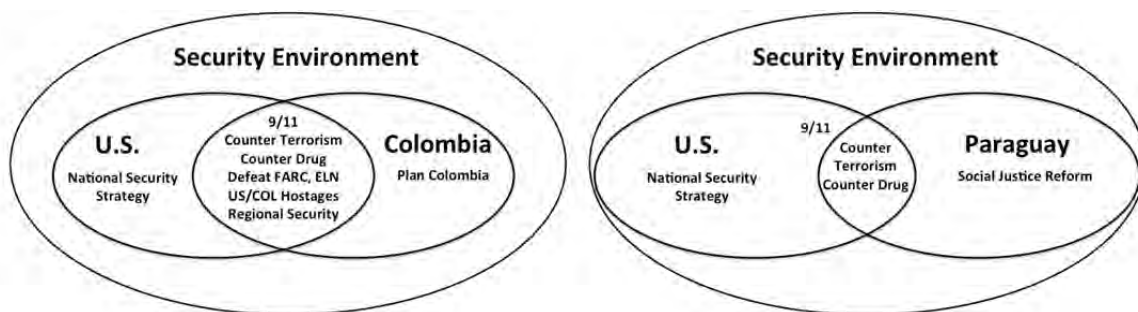 Security Environment
U.S.
National Security
Strategy
9/11
Counter Terrorism
Counter Drug
Defeat FARC, ELN
US/COL Hostages
Regional Security
Colombia
Plan Colombia
Security Environment
U.S.
National Security
Strategy
9/11
Counter
Terrorism
Counter Drug
Paraguay
Social Justice Reform